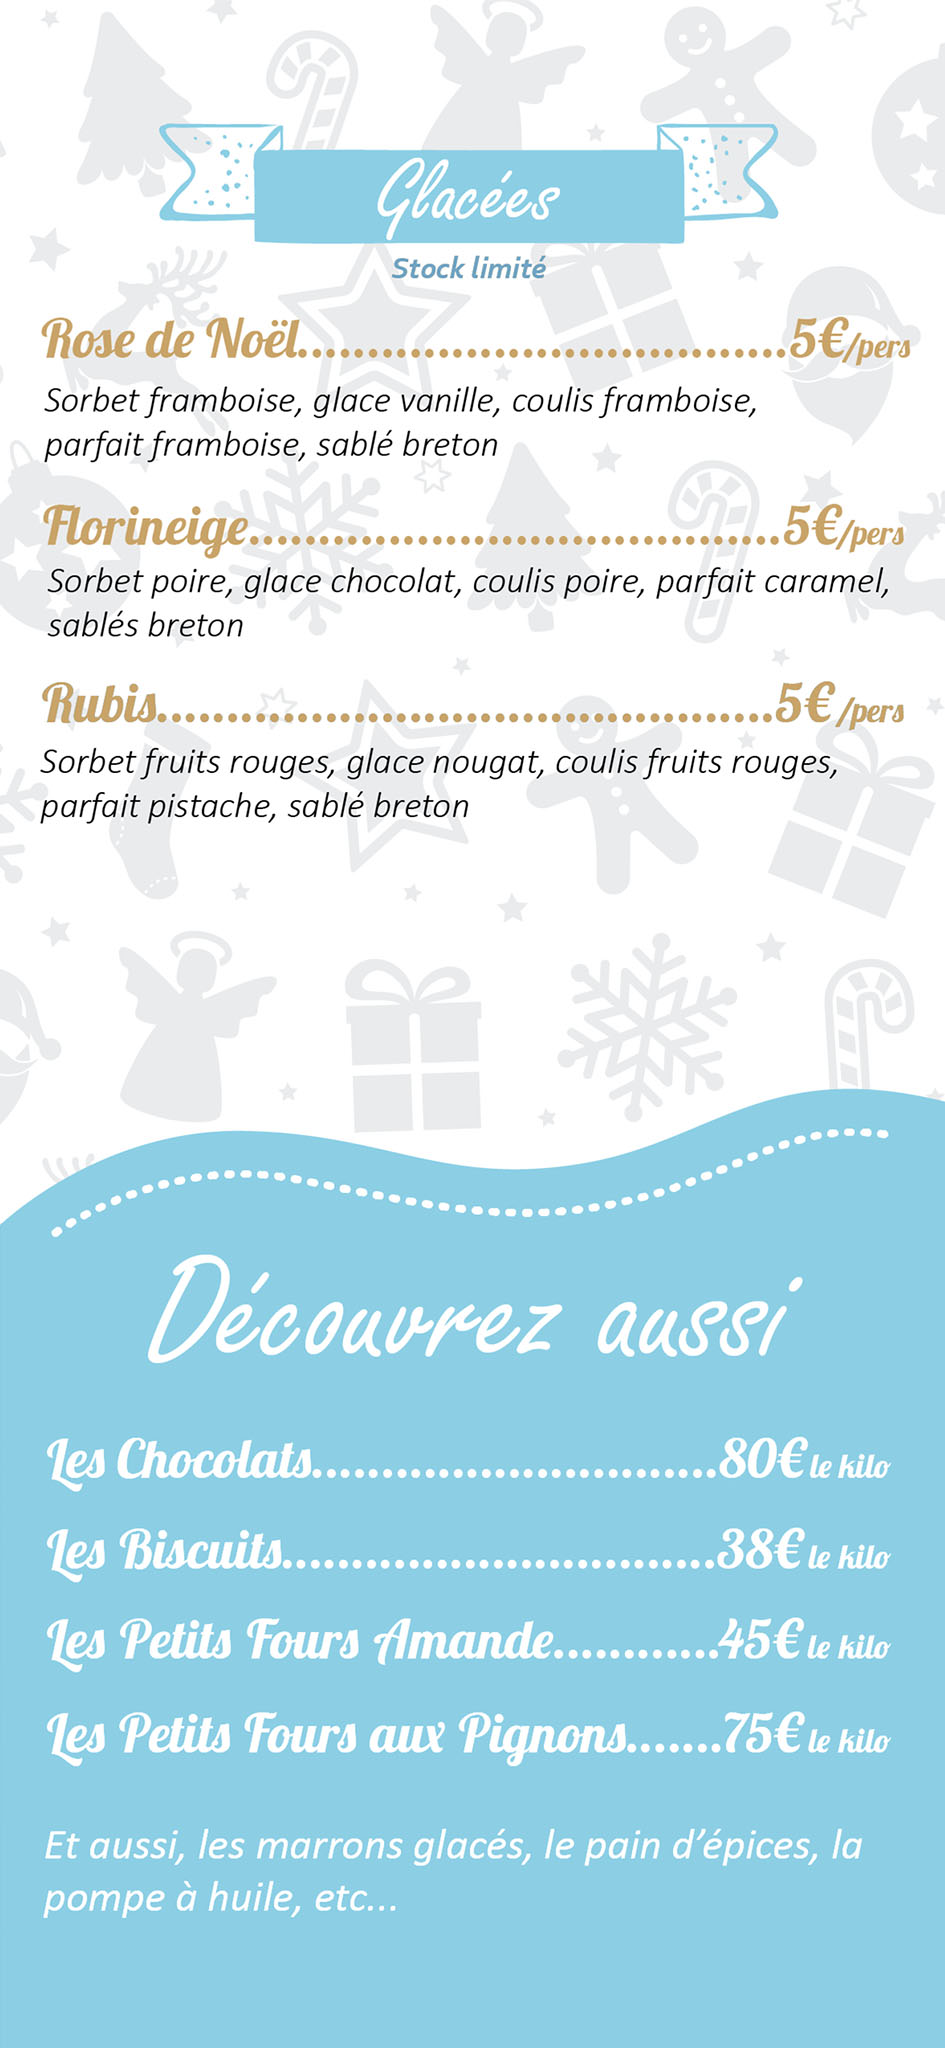 Glacées
Stock limité
Rose de Noël..................................5€/pers
Sorbet framboise, glace vanille, coulis framboise,
parfait framboise, sablé breton
Florineige......................................5€/pers
Sorbet poire, glace chocolat, coulis poire, parfait caramel,
sablés breton
Rubis............................................5€/pers
Sorbet fruits rouges, glace nougat, coulis fruits rouges,
parfait pistache, sablé breton
Découvrez aussi
Les Chocolats.............................80€ le kilo
Les Biscuits...............................38€ le kilo
Les Petits Fours Amande............45€ le kilo
Les Petits Fours aux Pignons.......75€ le kilo
Et aussi, les marrons glacés, le pain d’épices, la
pompe à huile, etc...